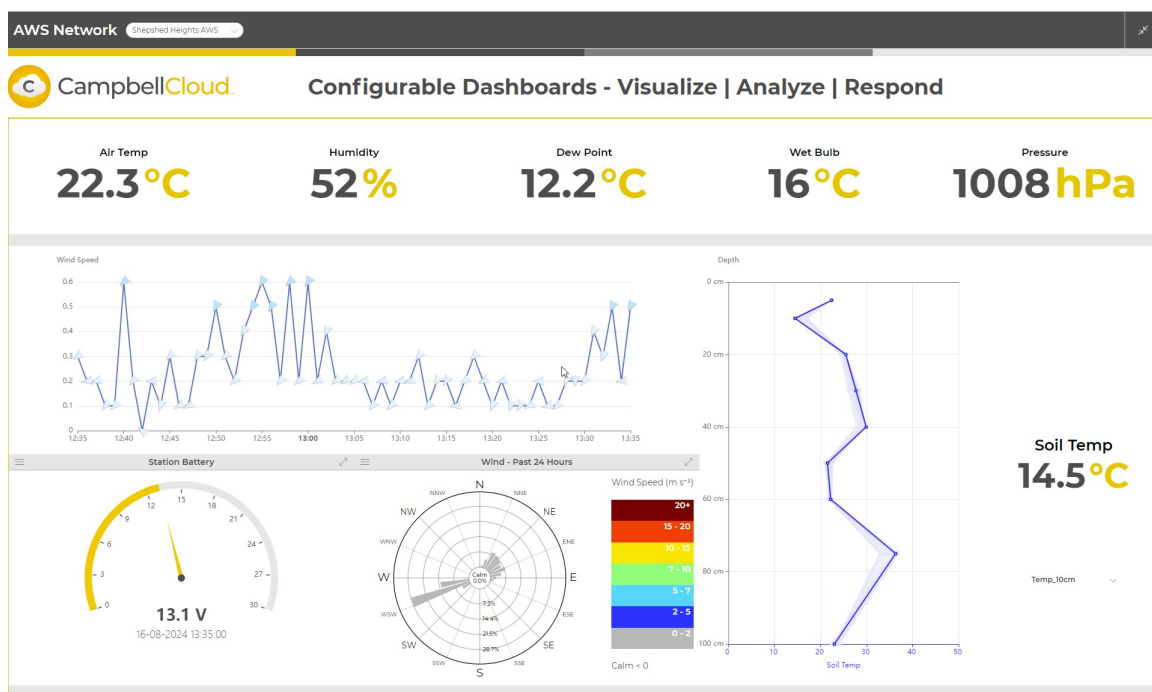 AWS Network Shepshed Heights AWS
C CampbellCloud. Configurable Dashboards - Visualize | Analyze | Respond
Air Temp Humidity Dew Point Wet Bulb Pressure
22.3°C 52% 12.2°C 16°C 1008hPa
Wind Speed
0.6
0.5
0.4
0.3
0.2
0.1
0
12:35 12:40 12:45 12:50 12:55 13:00 13:05 13:10 13:15 13:20 13:25 13:30 13:35
Depth
0 cm
20 cm
40 cm
60 cm
80 cm
100 cm
0 10 20 30 40 50
Soil Temp
Soil Temp
14.5°C
Temp_10cm
Station Battery
0 3 6 9 12 15 18 21 24 27 30
13.1 V
16-08-2024 13:35:00
Wind - Past 24 Hours
N
NNW NNE
NW NE
WNW ENE
W E
WSW ESE
SW SE
SSW SSE
S
Calm
0.0%
7.2%
14.4%
21.5%
28.7%
Wind Speed (m s⁻¹)
20+
15 - 20
10 - 15
7 - 10
5 - 7
2 - 5
0 - 2
Calm < 0